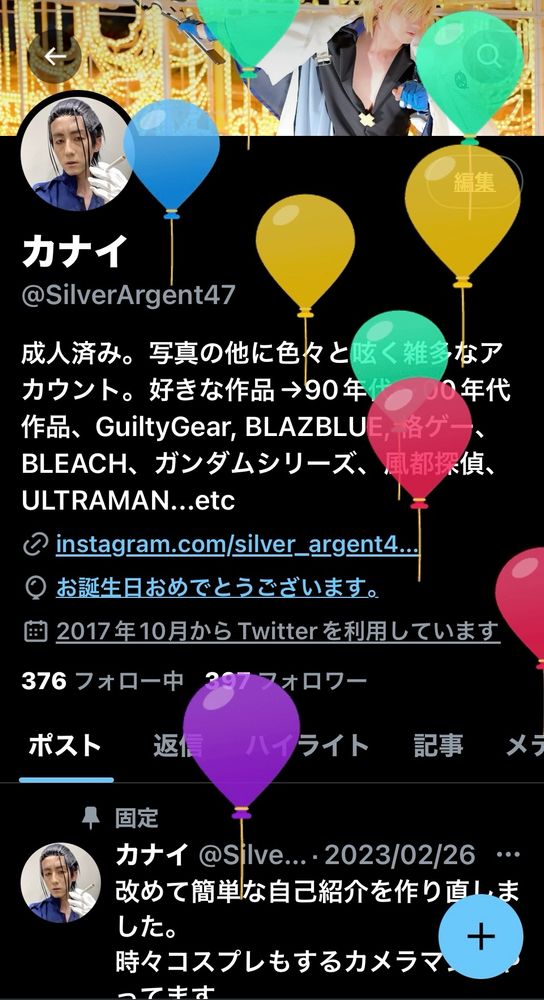 編集
カナイ
@SilverArgent47
成人済み。写真の他に色々と呟く雑多なア
カウント。好きな作品→90年代、00年代
作品、GuiltyGear, BLAZBLUE, 格ゲー、
BLEACH、ガンダムシリーズ、風都探偵、
ULTRAMAN...etc
instagram.com/silver_argent4...
お誕生日おめでとうございます。
2017年10月からTwitterを利用しています
376 フォロー中 397 フォロワー
ポスト 返信 ハイライト 記事 メデ
固定
カナイ @Silve... · 2023/02/26
改めて簡単な自己紹介を作り直しま
した。
時々コスプレもするカメラマ
ってます